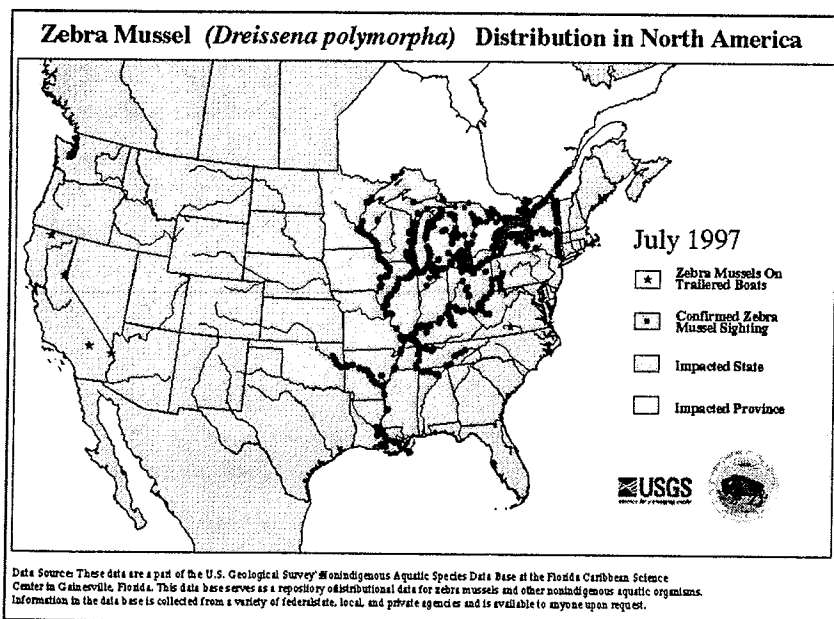 Zebra Mussel (Dreissena polymorpha) Distribution in North America
July 1997
Zebra Mussels On
Trailered Boats
Confirmed Zebra
Mussel Sighting
Impacted State
Impacted Province
USGS
Data Source: These data are a part of the U.S. Geological Survey's Nonindigenous Aquatic Species Data Base at the Florida Caribbean Science
Center in Gainesville, Florida. This data base serves as a repository of distributional data for zebra mussels and other nonindigenous aquatic organisms.
Information in the data base is collected from a variety of federal, state, local, and private agencies and is available to anyone upon request.